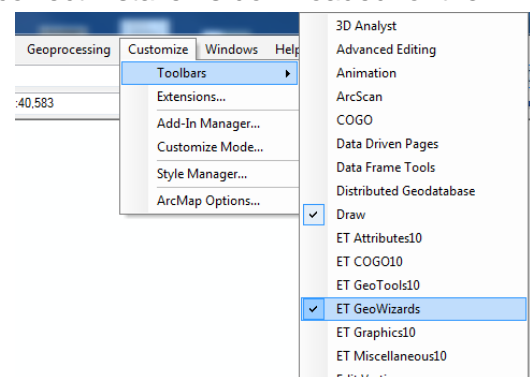 3D Analyst
Geoprocessing Customize Windows Help
Advanced Editing
Toolbars
Animation
:40,583
Extensions...
ArcScan
Add-In Manager...
COGO
Customize Mode...
Data Driven Pages
Data Frame Tools
Style Manager...
Distributed Geodatabase
ArcMap Options...
Draw
ET Attributes10
ET COGO10
ET GeoTools10
ET GeoWizards
ET Graphics10
ET Miscellaneous10